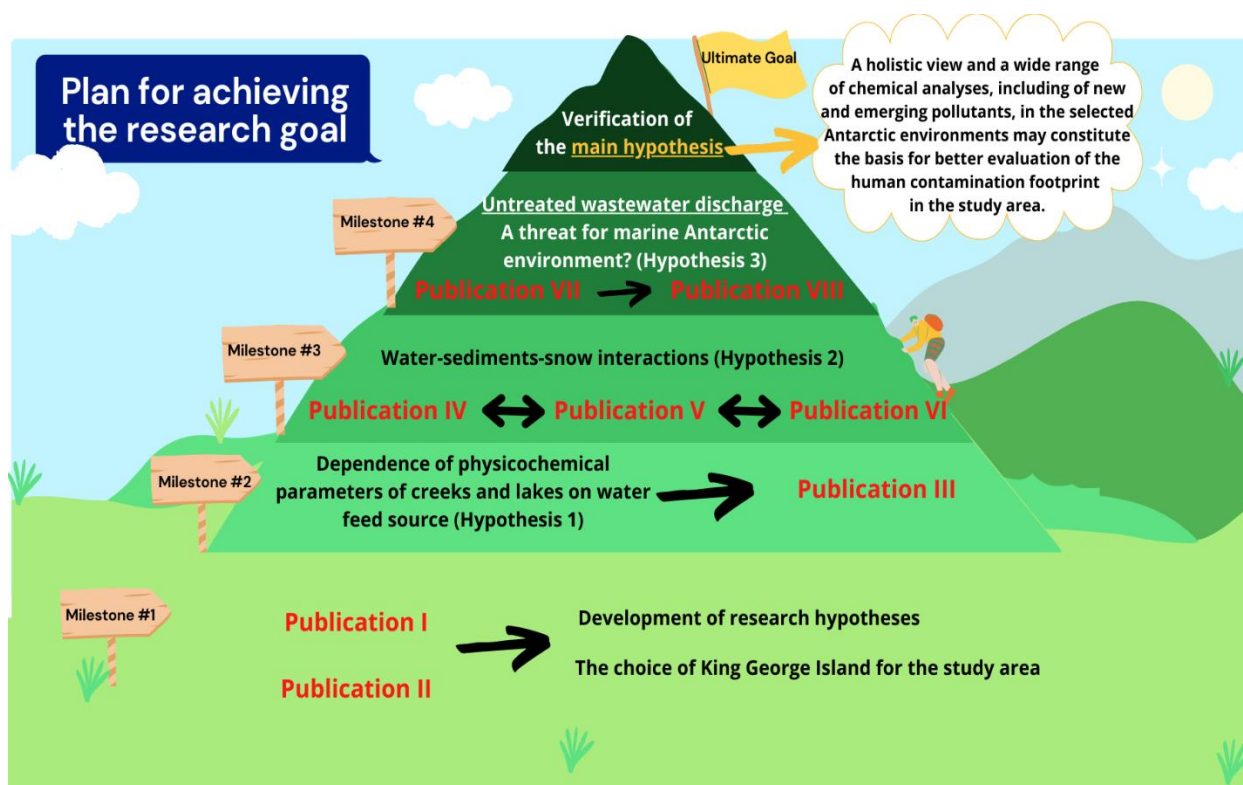 Plan for achieving
the research goal
Ultimate Goal
A holistic view and a wide range
of chemical analyses, including of new
and emerging pollutants, in the selected
Antarctic environments may constitute
the basis for better evaluation of the
human contamination footprint
in the study area.
Verification of
the main hypothesis
Milestone #4
Untreated wastewater discharge
A threat for marine Antarctic
environment? (Hypothesis 3)
Publication VII
Publication VIII
Milestone #3
Water-sediments-snow interactions (Hypothesis 2)
Publication IV
Publication V
Publication VI
Milestone #2
Dependence of physicochemical
parameters of creeks and lakes on water
feed source (Hypothesis 1)
Publication III
Milestone #1
Publication I
Publication II
Development of research hypotheses
The choice of King George Island for the study area